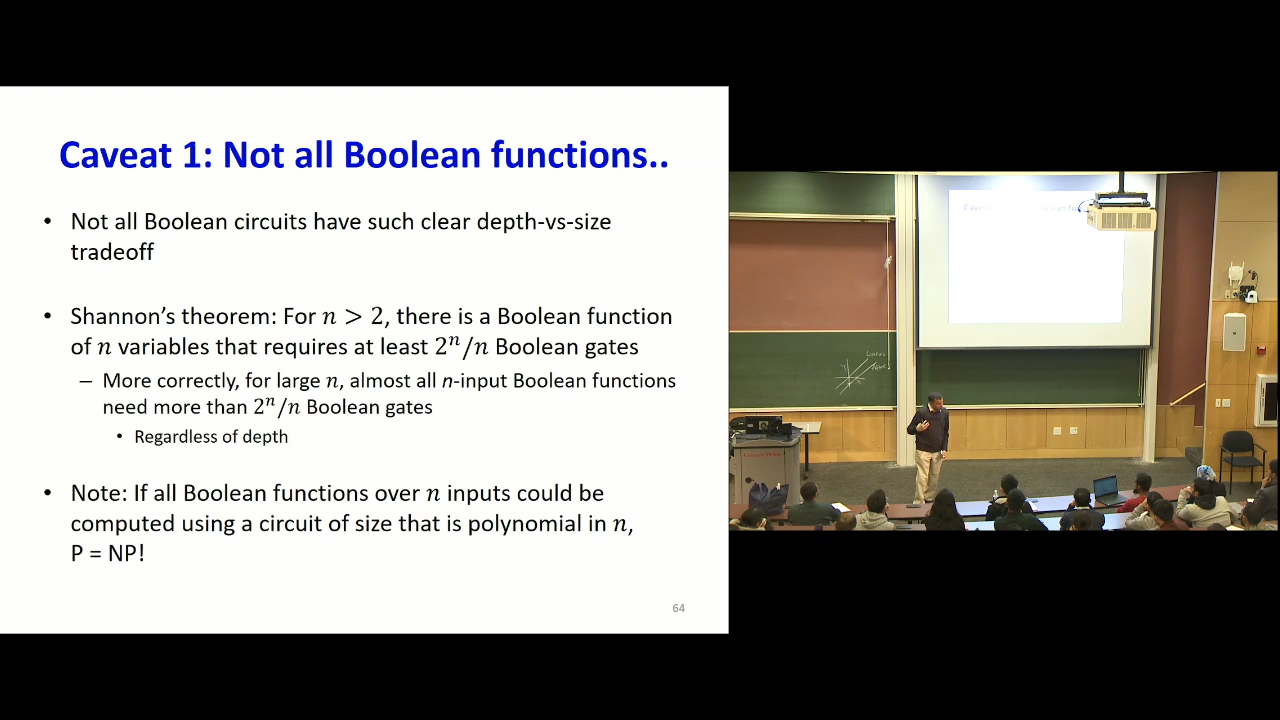 Caveat 1: Not all Boolean functions..
• Not all Boolean circuits have such clear depth-vs-size
tradeoff
• Shannon's theorem: For n > 2, there is a Boolean function
of n variables that requires at least 2ⁿ/n Boolean gates
– More correctly, for large n, almost all n-input Boolean functions
need more than 2ⁿ/n Boolean gates
• Regardless of depth
• Note: If all Boolean functions over n inputs could be
computed using a circuit of size that is polynomial in n,
P = NP!
64